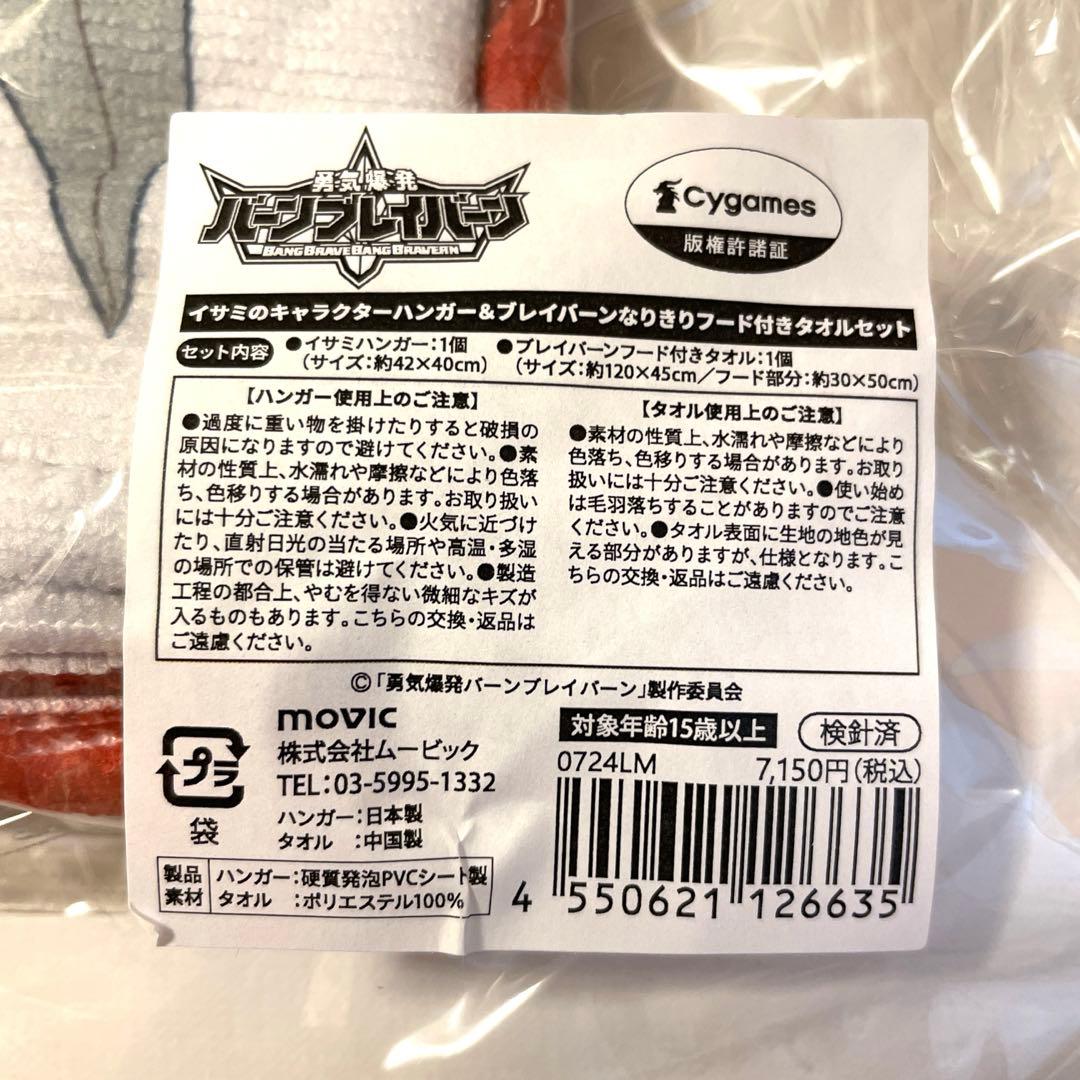 勇気爆発
バーンブレイバーン
BANG BRAVE BANG BRAVERN
Cygames
版権許諾証
イサミのキャラクターハンガー&ブレイバーンなりきりフード付きタオルセット
セット内容
●イサミハンガー:1個
(サイズ:約42×40cm)
●ブレイバーンフード付きタオル:1個
(サイズ:約120×45cm/フード部分:約30×50cm)
【ハンガー使用上のご注意】
●過度に重い物を掛けたりすると破損の
原因になりますので避けてください。●素
材の性質上、水濡れや摩擦などにより色落
ち、色移りする場合があります。お取り扱い
には十分ご注意ください。●火気に近づけ
たり、直射日光の当たる場所や高温・多湿
の場所での保管は避けてください。●製造
工程の都合上、やむを得ない微細なキズが
入るものもあります。こちらの交換・返品は
ご遠慮ください。
【タオル使用上のご注意】
●素材の性質上、水濡れや摩擦などにより
色落ち、色移りする場合があります。お取り
扱いには十分ご注意ください。●使い始め
は毛羽落ちすることがありますのでご注意
ください。●タオル表面に生地の地色が見
える部分がありますが、仕様となります。こ
ちらの交換・返品はご遠慮ください。
©「勇気爆発バーンブレイバーン」製作委員会
プラ
袋
movic
株式会社ムービック
TEL:03-5995-1332
ハンガー:日本製
タオル :中国製
製品素材
ハンガー:硬質発泡PVCシート製
タオル :ポリエステル100%
対象年齢15歳以上
検針済
0724LM
7,150円(税込)
4 550621 126635